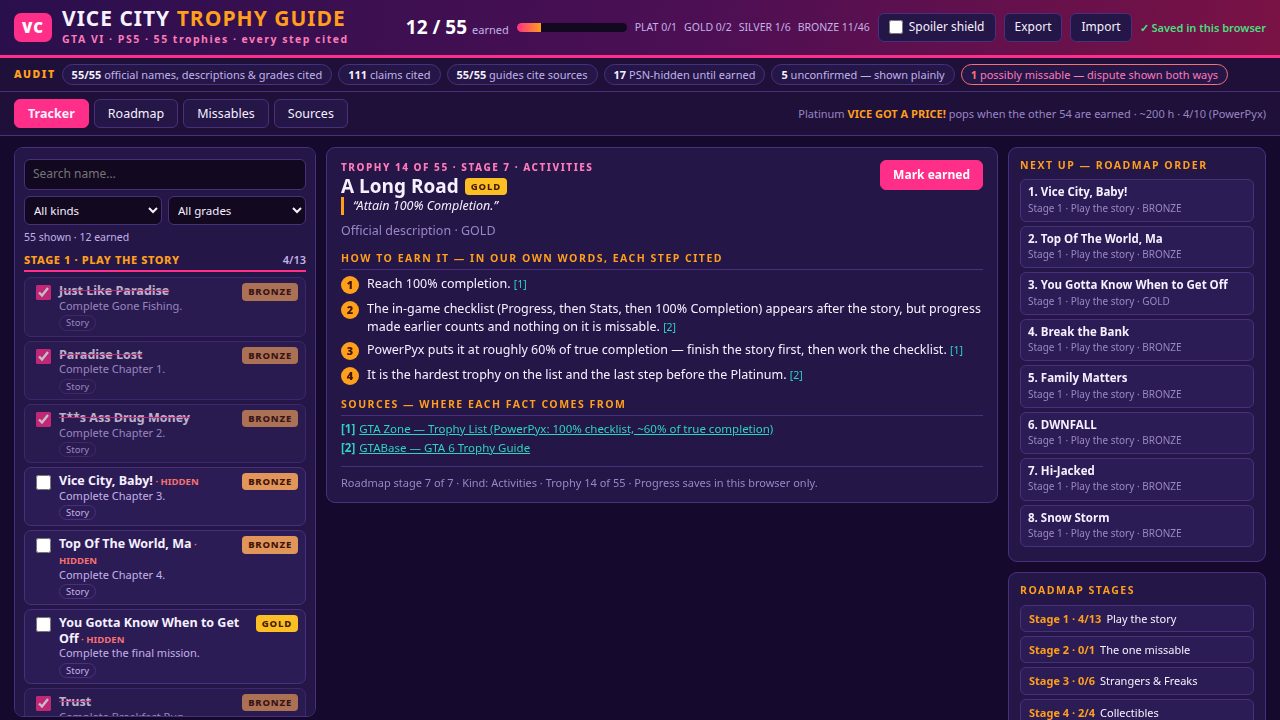 VC
VICE CITY TROPHY GUIDE
GTA VI · PS5 · 55 trophies · every step cited
12 / 55 earned
PLAT 0/1 GOLD 0/2 SILVER 1/6 BRONZE 11/46
Spoiler shield
Export
Import
✓ Saved in this browser
AUDIT
55/55 official names, descriptions & grades cited
111 claims cited
55/55 guides cite sources
17 PSN-hidden until earned
5 unconfirmed — shown plainly
1 possibly missable — dispute shown both ways
Tracker
Roadmap
Missables
Sources
Platinum VICE GOT A PRICE! pops when the other 54 are earned · ~200 h · 4/10 (PowerPyx)
Search name...
All kinds
All grades
55 shown · 12 earned
STAGE 1 · PLAY THE STORY 4/13
Just Like Paradise BRONZE
Complete Gone Fishing.
Story
Paradise Lost BRONZE
Complete Chapter 1.
Story
T**s Ass Drug Money BRONZE
Complete Chapter 2.
Story
Vice City, Baby! · HIDDEN BRONZE
Complete Chapter 3.
Story
Top Of The World, Ma · BRONZE
HIDDEN
Complete Chapter 4.
Story
You Gotta Know When to Get GOLD
Off · HIDDEN
Complete the final mission.
Story
Trust BRONZE
TROPHY 14 OF 55 · STAGE 7 · ACTIVITIES
A Long Road GOLD
“Attain 100% Completion.”
Official description · GOLD
Mark earned
HOW TO EARN IT — IN OUR OWN WORDS, EACH STEP CITED
1 Reach 100% completion. [1]
2 The in-game checklist (Progress, then Stats, then 100% Completion) appears after the story, but progress
made earlier counts and nothing on it is missable. [2]
3 PowerPyx puts it at roughly 60% of true completion — finish the story first, then work the checklist. [1]
4 It is the hardest trophy on the list and the last step before the Platinum. [2]
SOURCES — WHERE EACH FACT COMES FROM
[1] GTA Zone — Trophy List (PowerPyx: 100% checklist, ~60% of true completion)
[2] GTABase — GTA 6 Trophy Guide
Roadmap stage 7 of 7 · Kind: Activities · Trophy 14 of 55 · Progress saves in this browser only.
NEXT UP — ROADMAP ORDER
1. Vice City, Baby!
Stage 1 · Play the story · BRONZE
2. Top Of The World, Ma
Stage 1 · Play the story · BRONZE
3. You Gotta Know When to Get Off
Stage 1 · Play the story · GOLD
4. Break the Bank
Stage 1 · Play the story · BRONZE
5. Family Matters
Stage 1 · Play the story · BRONZE
6. DWNFALL
Stage 1 · Play the story · BRONZE
7. Hi-Jacked
Stage 1 · Play the story · BRONZE
8. Snow Storm
Stage 1 · Play the story · BRONZE
ROADMAP STAGES
Stage 1 · 4/13 Play the story
Stage 2 · 0/1 The one missable
Stage 3 · 0/6 Strangers & Freaks
Stage 4 · 2/4 Collectibles